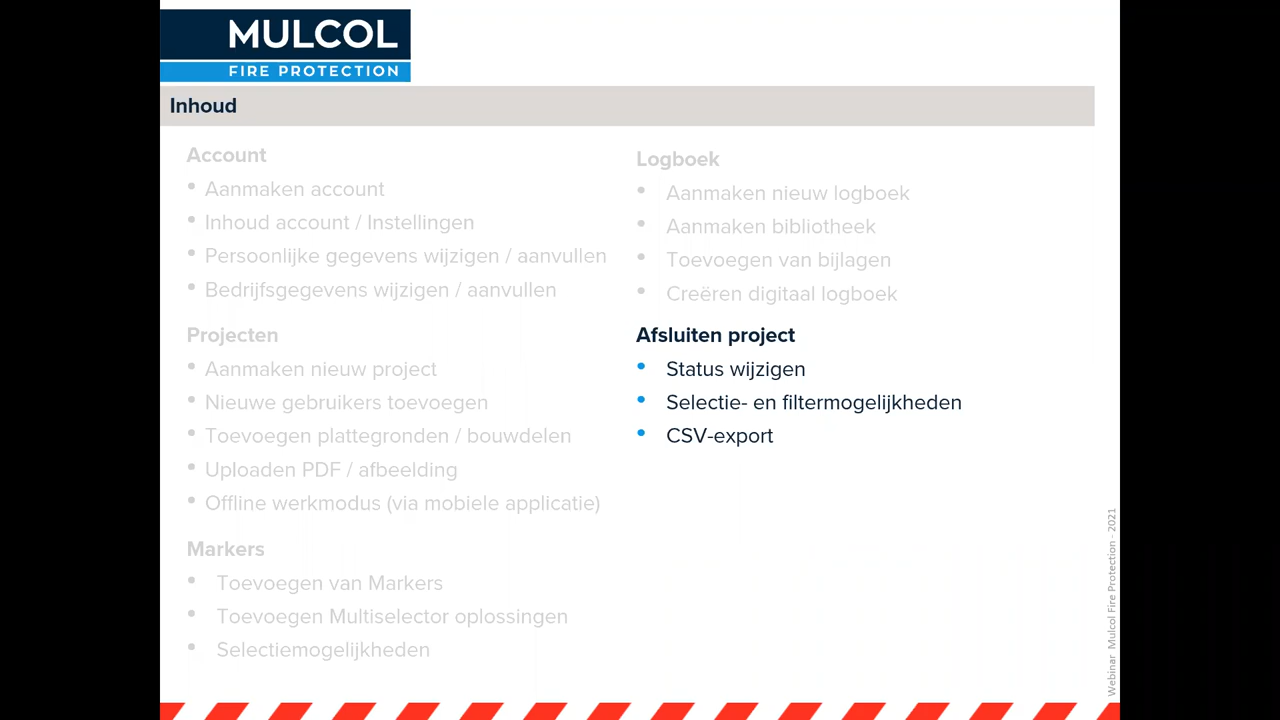 MULCOL
FIRE PROTECTION
Inhoud
Account
• Aanmaken account
• Inhoud account / Instellingen
• Persoonlijke gegevens wijzigen / aanvullen
• Bedrijfsgegevens wijzigen / aanvullen
Projecten
• Aanmaken nieuw project
• Nieuwe gebruikers toevoegen
• Toevoegen plattegronden / bouwdelen
• Uploaden PDF / afbeelding
• Offline werkmodus (via mobiele applicatie)
Markers
• Toevoegen van Markers
• Toevoegen Multiselector oplossingen
• Selectiemogelijkheden
Logboek
• Aanmaken nieuw logboek
• Aanmaken bibliotheek
• Toevoegen van bijlagen
• Creëren digitaal logboek
Afsluiten project
• Status wijzigen
• Selectie- en filtermogelijkheden
• CSV-export
Webinar Mulcol Fire Protection - 2021